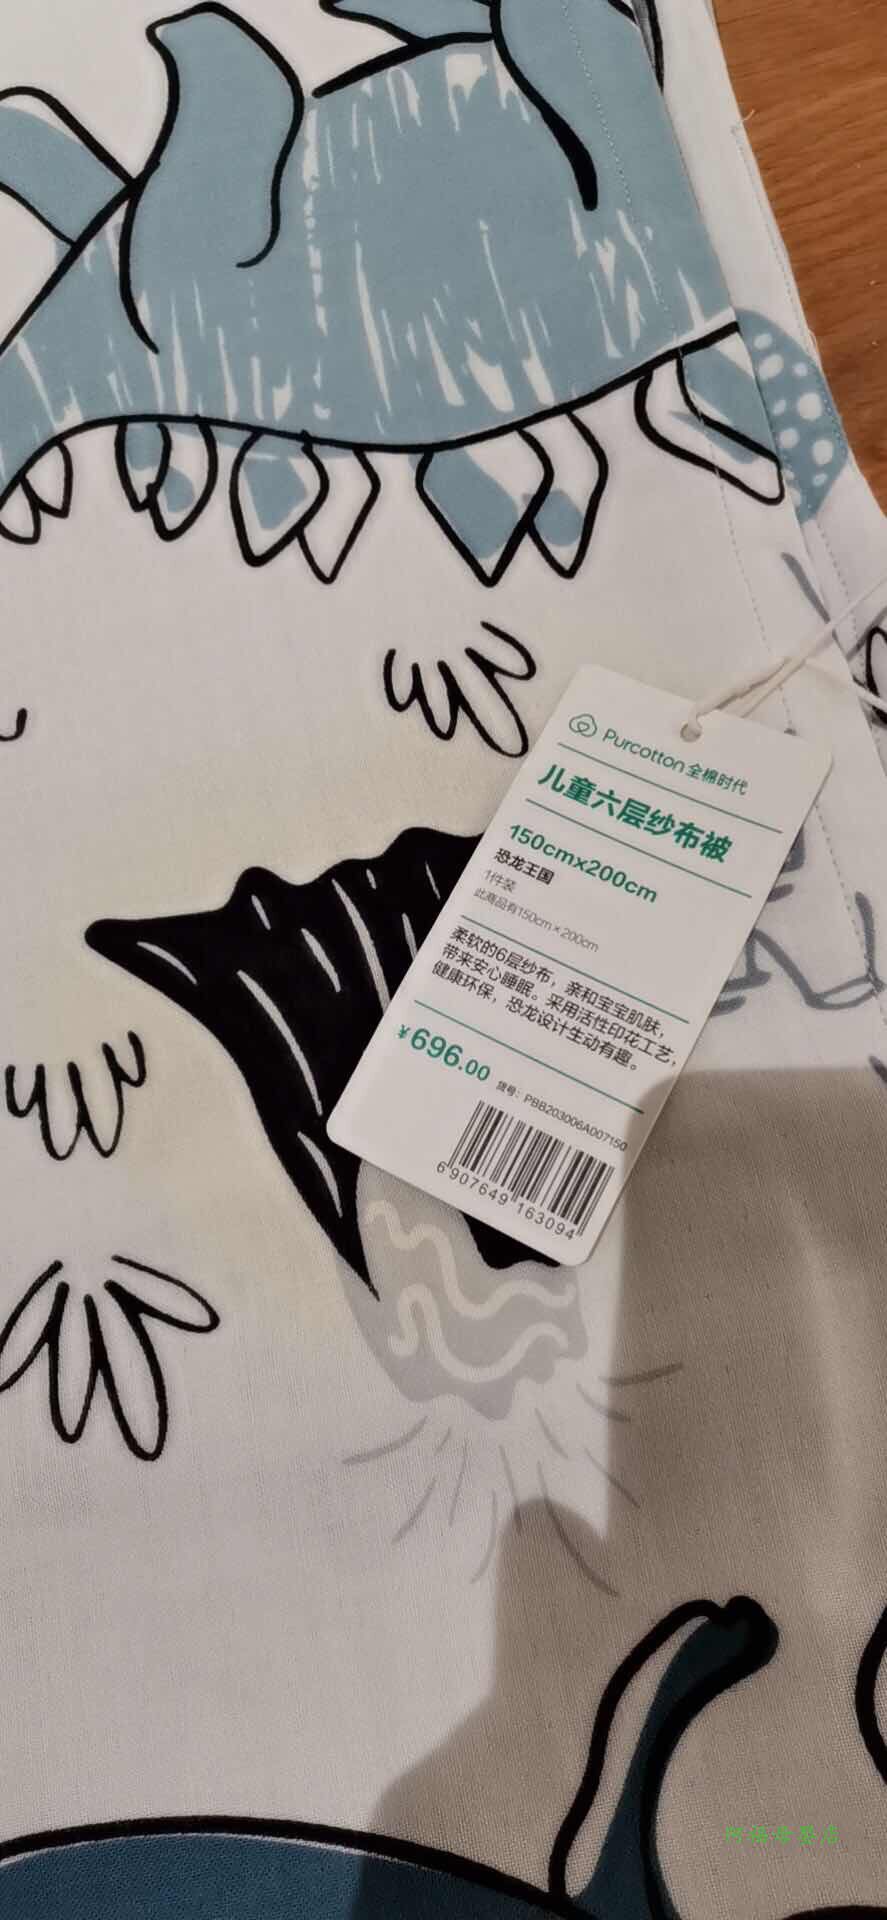 Purcotton 全棉时代
儿童六层纱布被
150cmx200cm
恐龙王国
1件装
此商品有150cm×200cm
柔软的6层纱布，亲和宝宝肌肤，
带来安心睡眠。采用活性印花工艺，
健康环保，恐龙设计生动有趣。
¥696.00
货号：PBB203006A007150
6 907649 163094